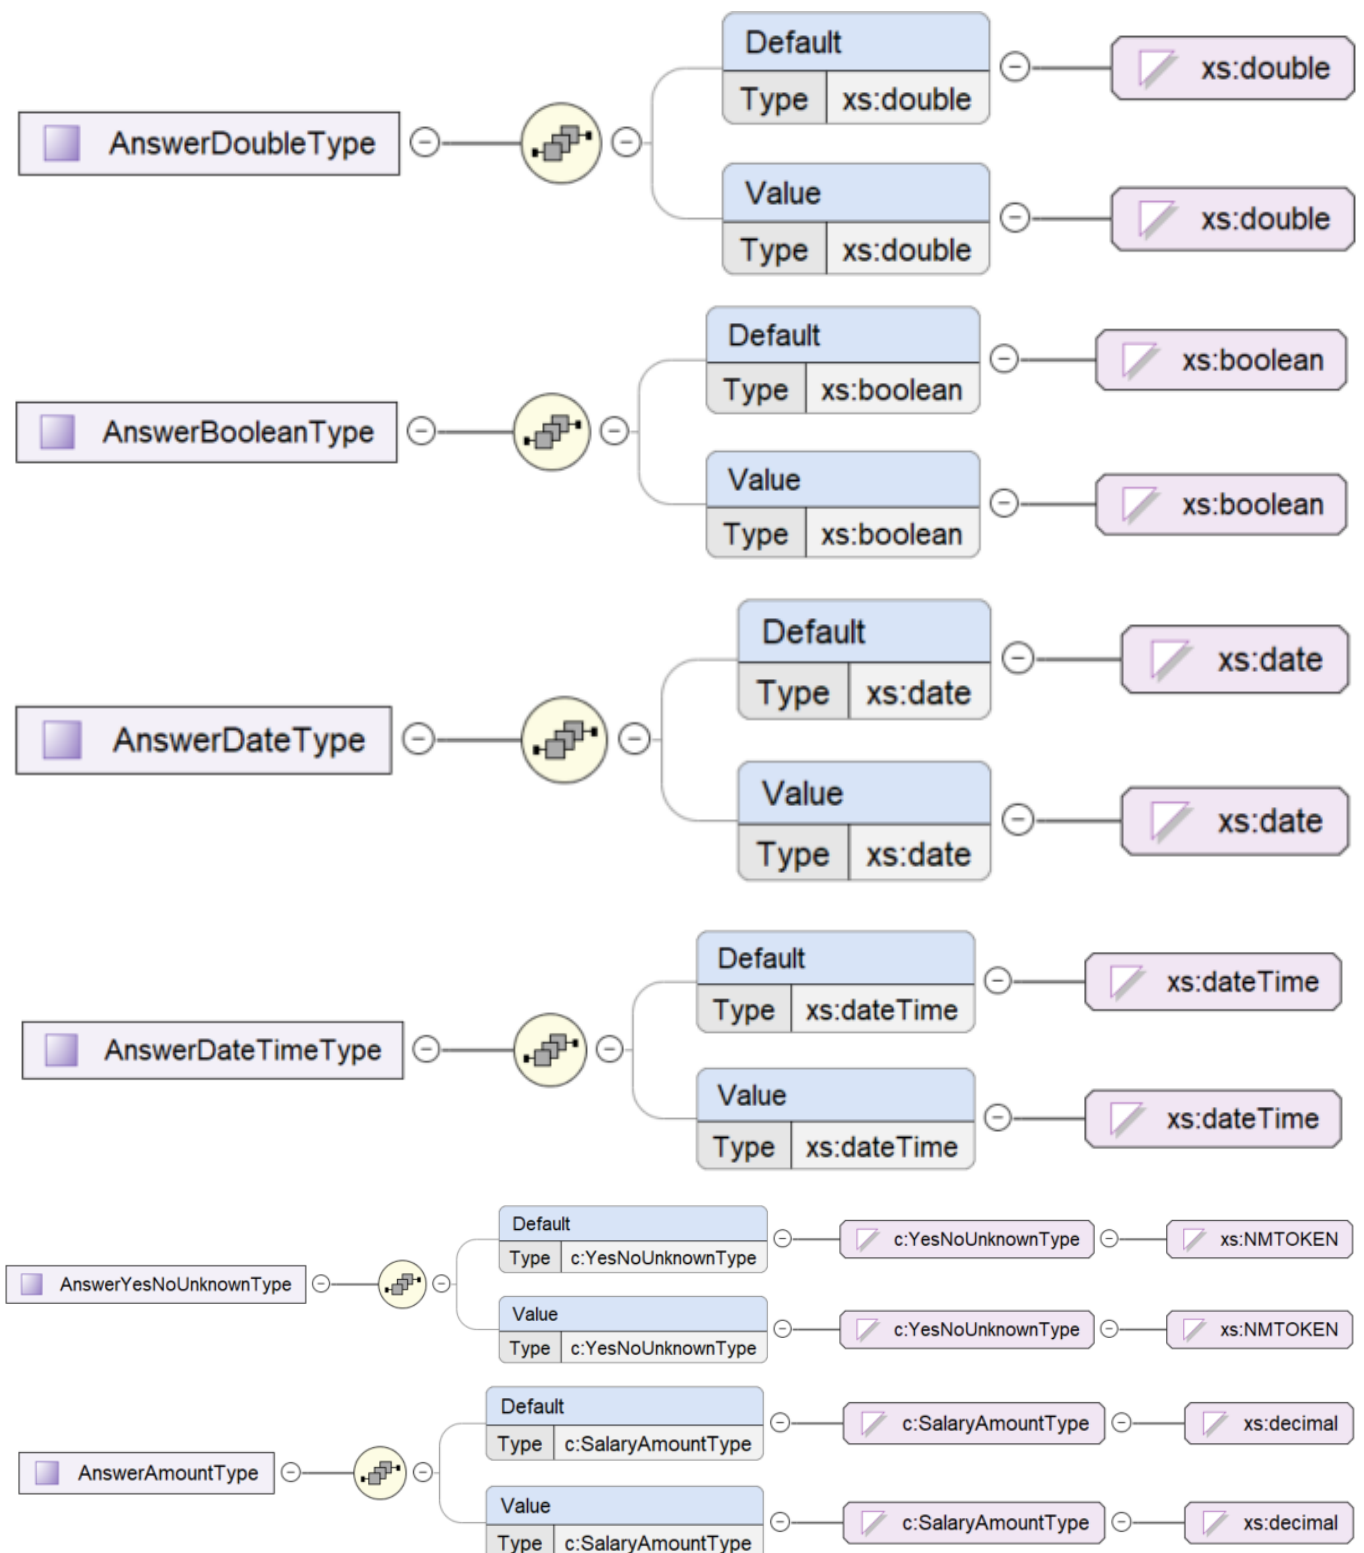 Default
Type xs:double
xs:double
AnswerDoubleType
Value
Type xs:double
xs:double
Default
Type xs:boolean
xs:boolean
AnswerBooleanType
Value
Type xs:boolean
xs:boolean
Default
Type xs:date
xs:date
AnswerDateType
Value
Type xs:date
xs:date
Default
Type xs:dateTime
xs:dateTime
AnswerDateTimeType
Value
Type xs:dateTime
xs:dateTime
Default
Type c:YesNoUnknownType
c:YesNoUnknownType
xs:NMTOKEN
AnswerYesNoUnknownType
Value
Type c:YesNoUnknownType
c:YesNoUnknownType
xs:NMTOKEN
Default
Type c:SalaryAmountType
c:SalaryAmountType
xs:decimal
AnswerAmountType
Value
Type c:SalaryAmountType
c:SalaryAmountType
xs:decimal